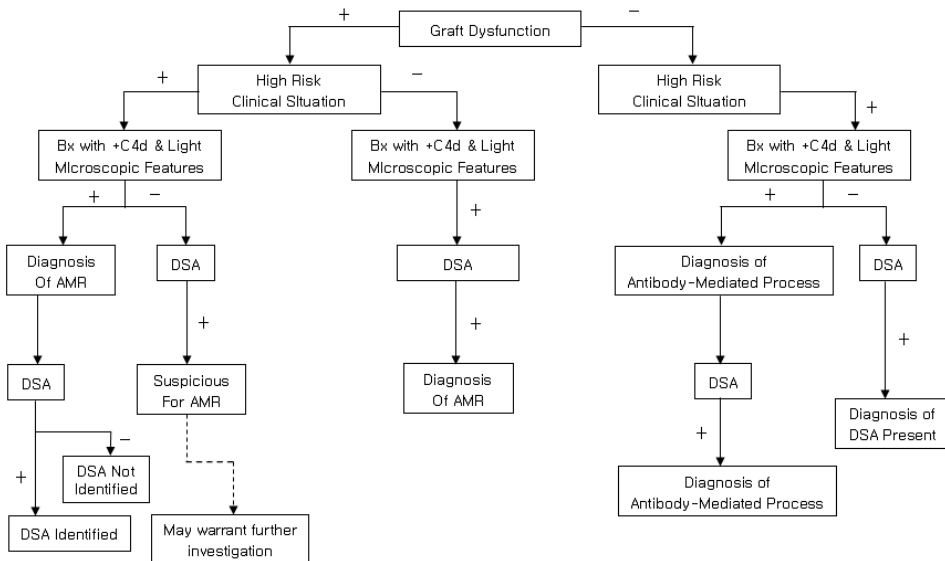 Graft Dysfunction
+
−
High Risk
Clinical SItuation
High Risk
Clinical SItuation
+
−
+
Bx with +C4d & Light
MIcroscopic Features
Bx with +C4d & Light
MIcroscopic Features
Bx with +C4d & Light
MIcroscopic Features
+
−
+
+
−
Diagnosis
Of AMR
DSA
DSA
Diagnosis of
Antibody-Mediated Process
DSA
+
+
+
DSA
Suspicious
For AMR
Diagnosis
Of AMR
DSA
Diagnosis of
DSA Present
−
+
+
DSA Not
Identified
Diagnosis of
Antibody-Mediated Process
DSA Identified
May warrant further
investigation